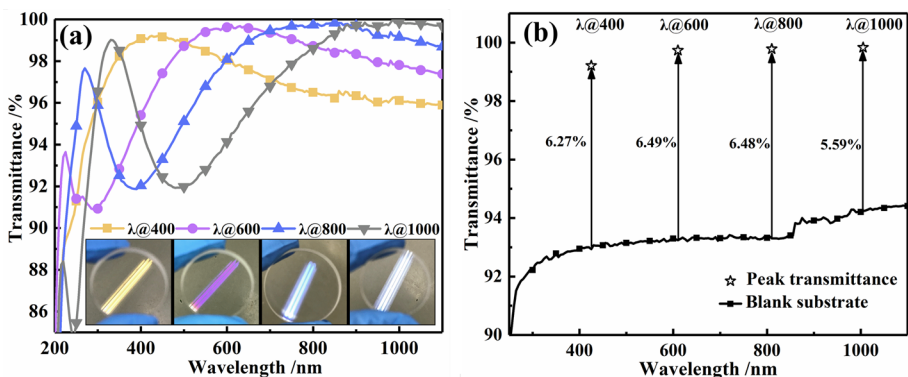 (a)
Transmittance /%
100
98
96
94
92
90
88
86
λ@400 λ@600 λ@800 λ@1000
200 400 600 800 1000
Wavelength /nm
(b)
Transmittance /%
100
98
96
94
92
90
λ@400 λ@600 λ@800 λ@1000
6.27% 6.49% 6.48% 5.59%
Peak transmittance
Blank substrate
400 600 800 1000
Wavelength /nm